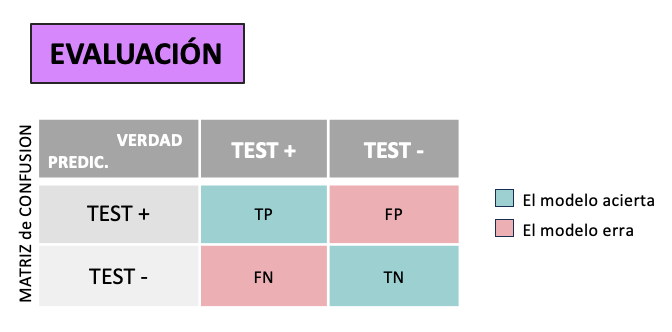 EVALUACIÓN
MATRIZ de CONFUSION
VERDAD
PREDIC.
TEST +
TEST -
TEST +
TP
FP
TEST -
FN
TN
El modelo acierta
El modelo erra